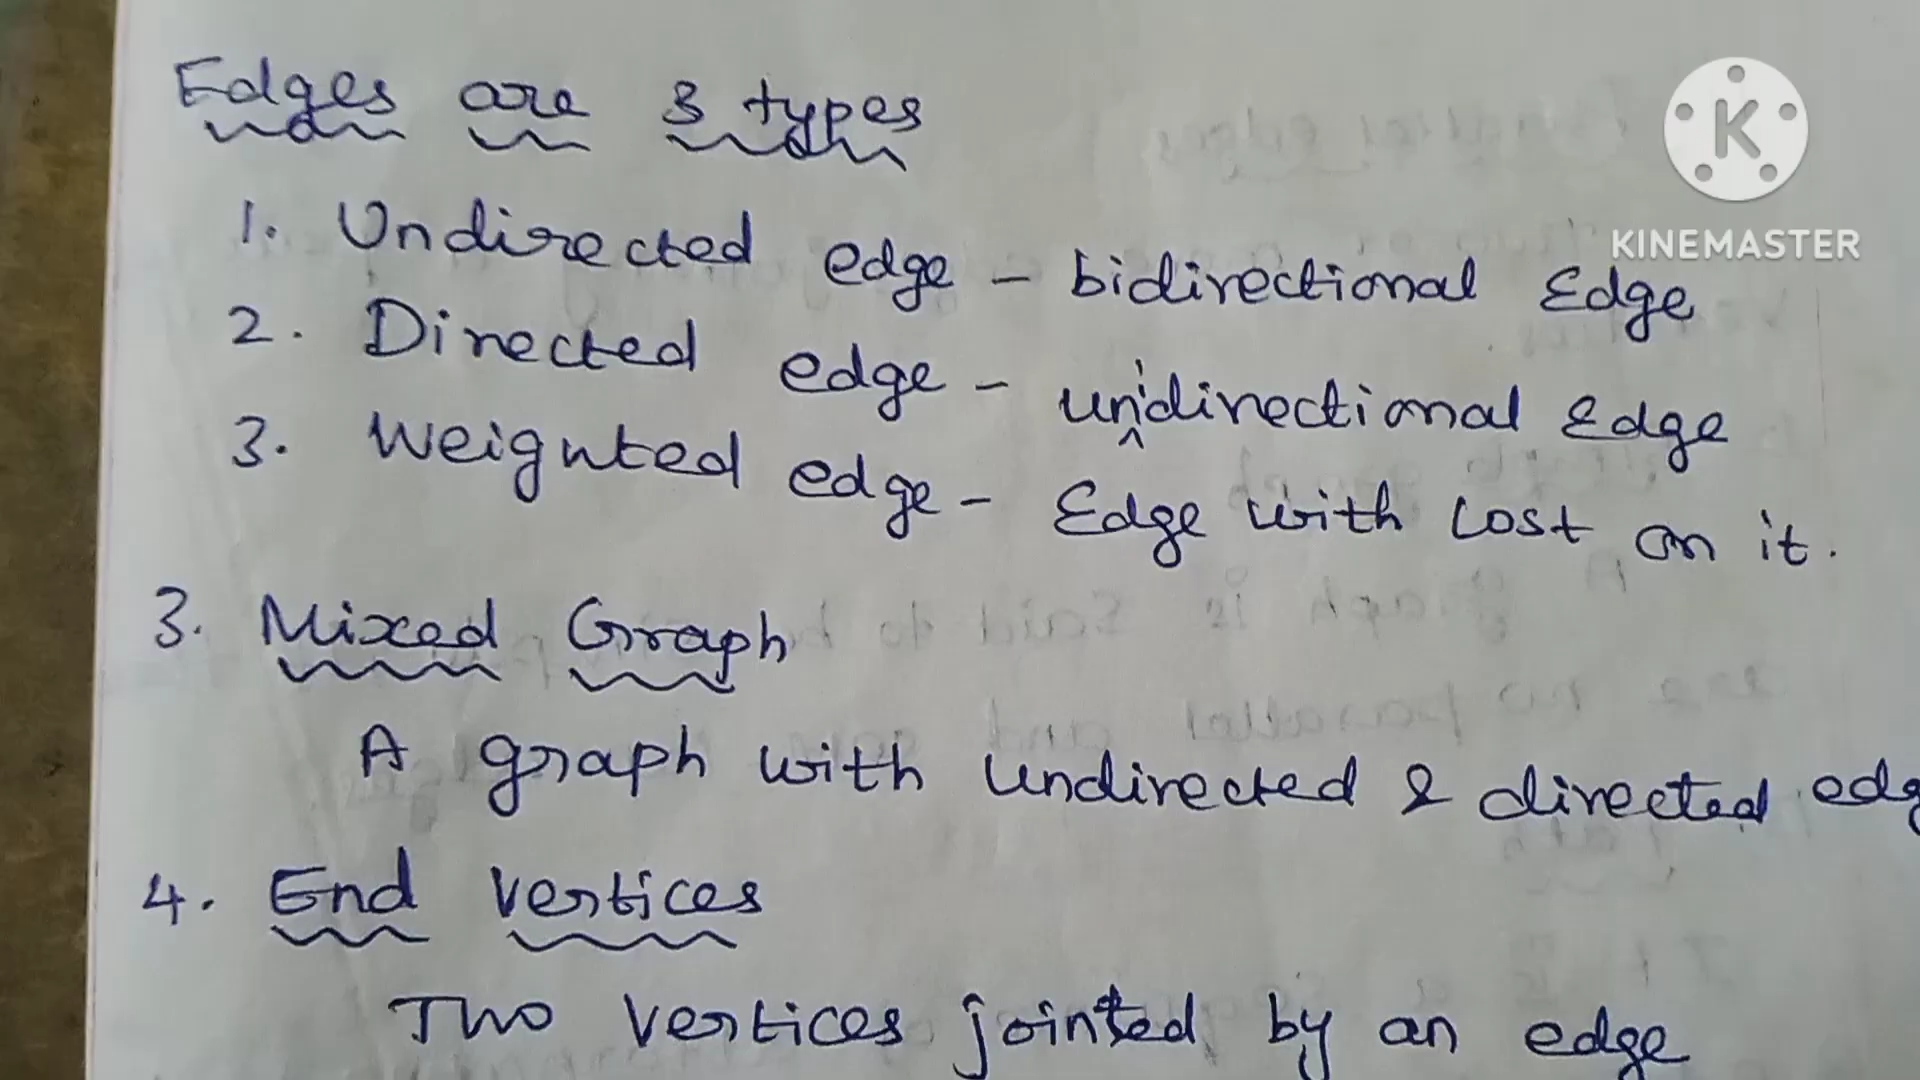 Edges are 3 types
1. Undirected edge - bidirectional Edge
2. Directed edge - unidirectional Edge
3. Weighted edge - Edge with cost on it.
3. Mixed Graph
A graph with undirected & directed edg
4. End Vertices
Two vertices jointed by an edge
KINEMASTER